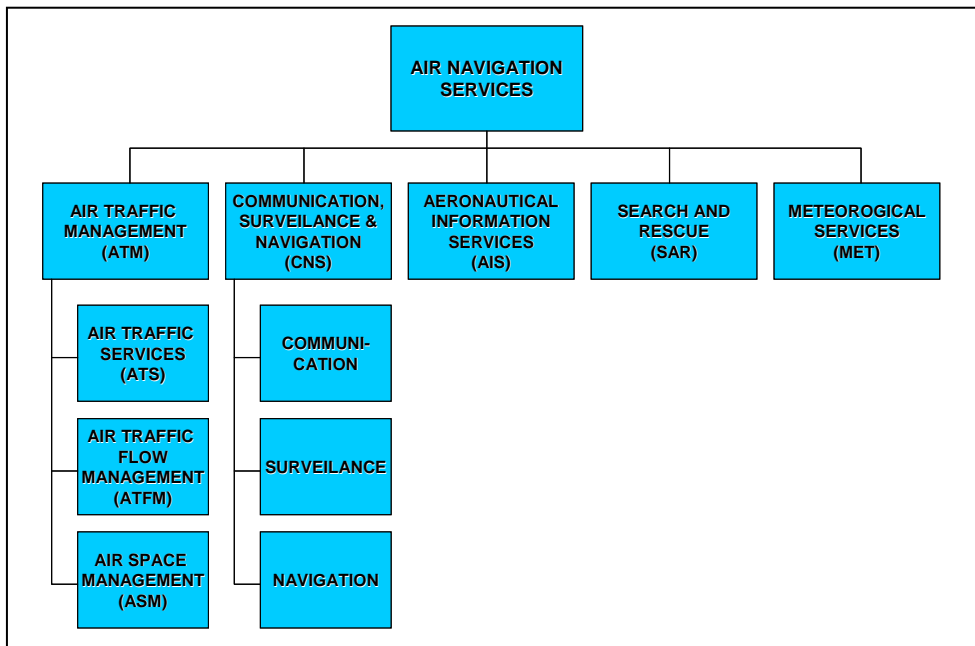 AIR NAVIGATION
SERVICES
AIR TRAFFIC
MANAGEMENT
(ATM)
COMMUNICATION,
SURVEILANCE &
NAVIGATION
(CNS)
AERONAUTICAL
INFORMATION
SERVICES
(AIS)
SEARCH AND
RESCUE
(SAR)
METEOROGICAL
SERVICES
(MET)
AIR TRAFFIC
SERVICES
(ATS)
AIR TRAFFIC
FLOW
MANAGEMENT
(ATFM)
AIR SPACE
MANAGEMENT
(ASM)
COMMUNI-
CATION
SURVEILANCE
NAVIGATION